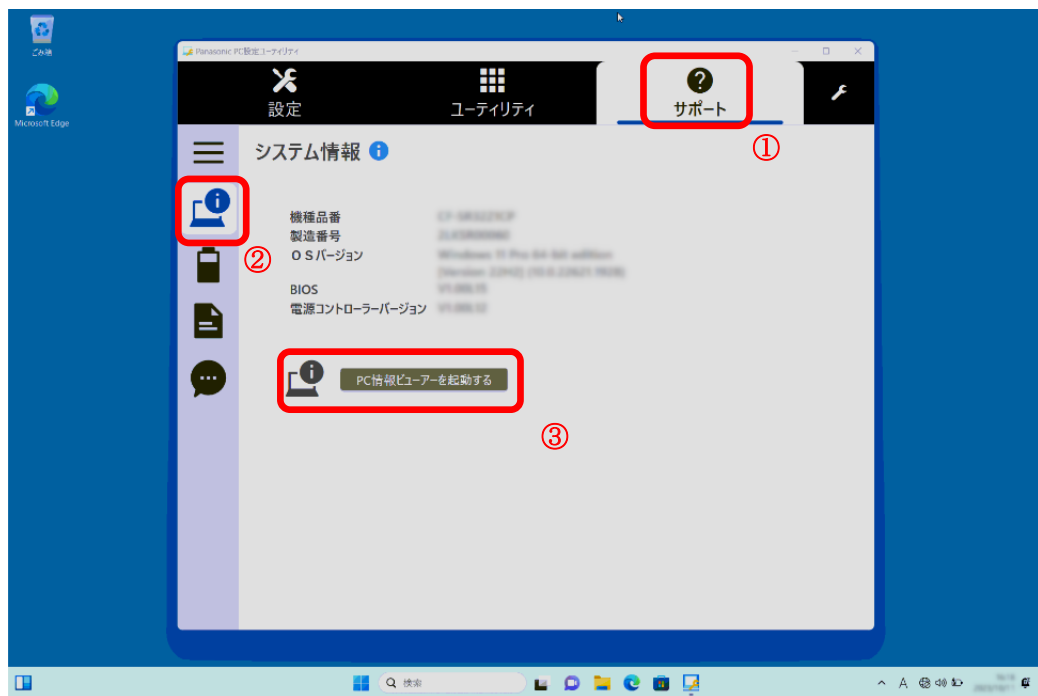 ごみ箱
Microsoft Edge
Panasonic PC設定ユーティリティ
設定
ユーティリティ
サポート
①
システム情報
②
機種品番
製造番号
OSバージョン
BIOS
電源コントローラーバージョン
PC情報ビューアーを起動する
③
検索
A